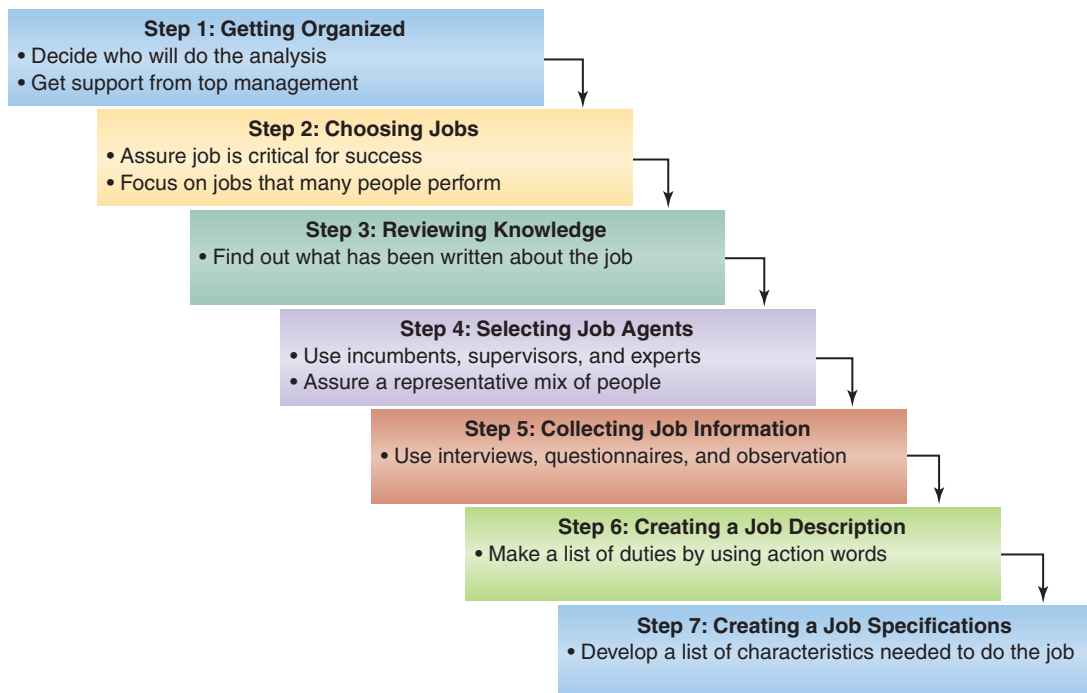 Step 1: Getting Organized
• Decide who will do the analysis
• Get support from top management
Step 2: Choosing Jobs
• Assure job is critical for success
• Focus on jobs that many people perform
Step 3: Reviewing Knowledge
• Find out what has been written about the job
Step 4: Selecting Job Agents
• Use incumbents, supervisors, and experts
• Assure a representative mix of people
Step 5: Collecting Job Information
• Use interviews, questionnaires, and observation
Step 6: Creating a Job Description
• Make a list of duties by using action words
Step 7: Creating a Job Specifications
• Develop a list of characteristics needed to do the job